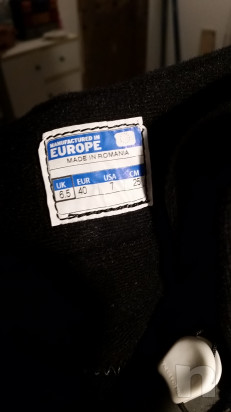 MANUFACTURED IN
EUROPE
MADE IN ROMANIA
UK EUR USA CM
6.5 40 7 25
n